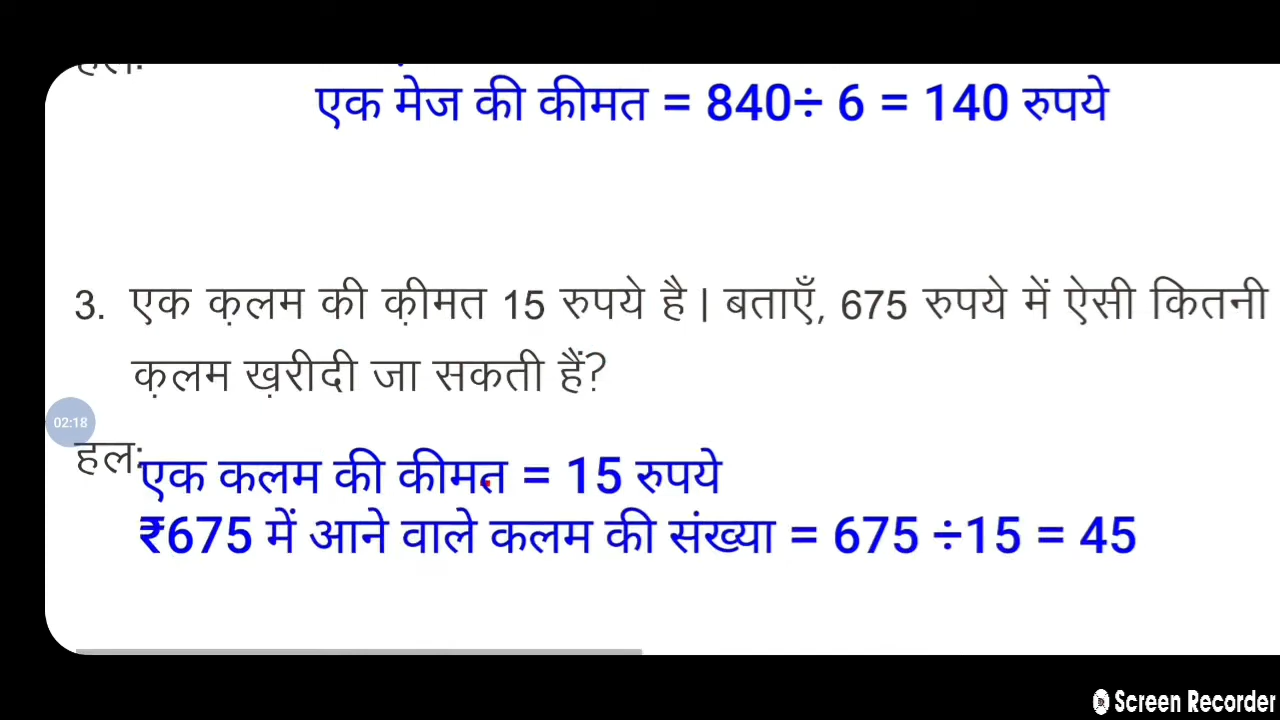 हल:
एक मेज की कीमत = 840÷ 6 = 140 रुपये
3. एक क़लम की क़ीमत 15 रुपये है | बताएँ, 675 रुपये में ऐसी कितनी
क़लम ख़रीदी जा सकती हैं?
02:18
हल:
एक कलम की कीमत = 15 रुपये
₹675 में आने वाले कलम की संख्या = 675 ÷15 = 45
Screen Recorder